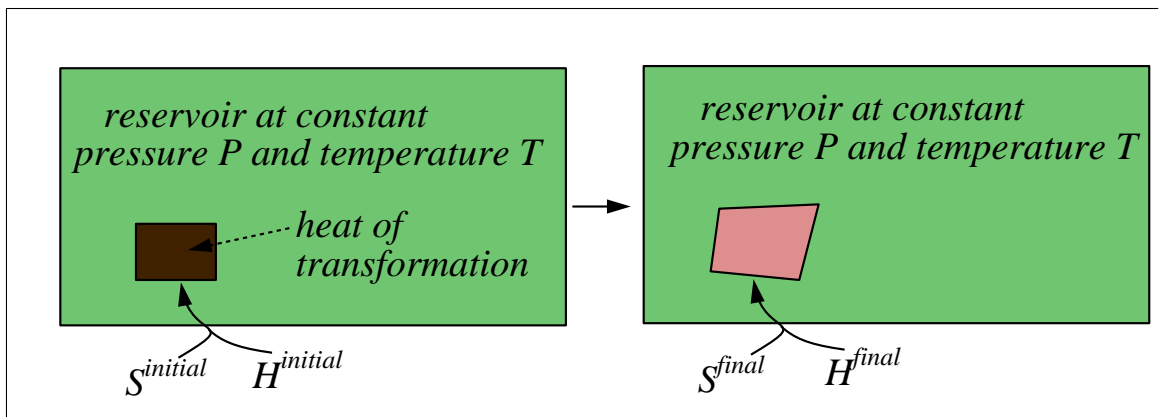 reservoir at constant
pressure P and temperature T
heat of
transformation
S^initial
H^initial
reservoir at constant
pressure P and temperature T
S^final
H^final